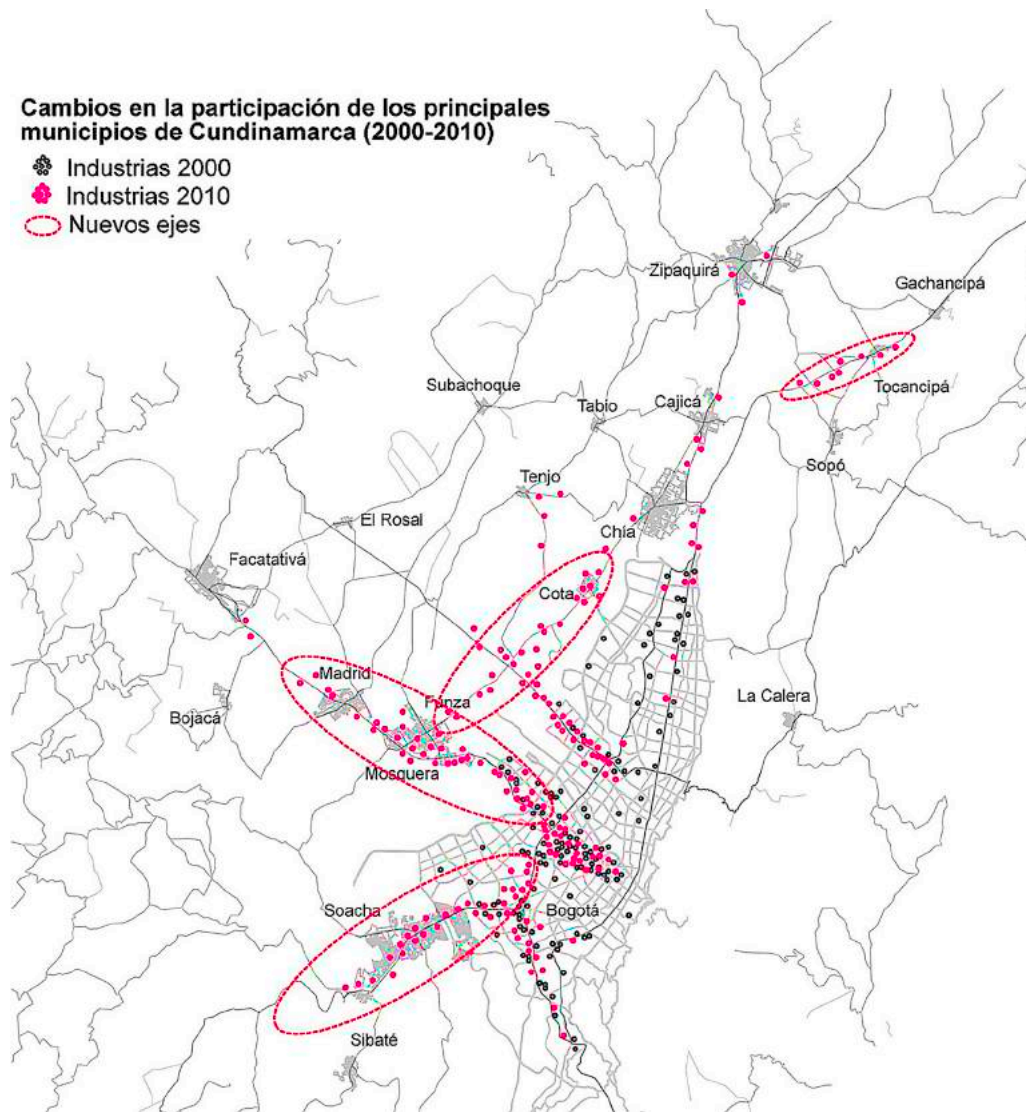 Cambios en la participación de los principales
municipios de Cundinamarca (2000-2010)
Industrias 2000
Industrias 2010
Nuevos ejes
Zipaquirá
Gachancipá
Subachoque
Tabio
Cajicá
Tocancipá
Sopó
Tenjo
El Rosal
Chía
Facatativá
Cota
Madrid
Funza
La Calera
Bojacá
Mosquera
Soacha
Bogotá
Sibaté